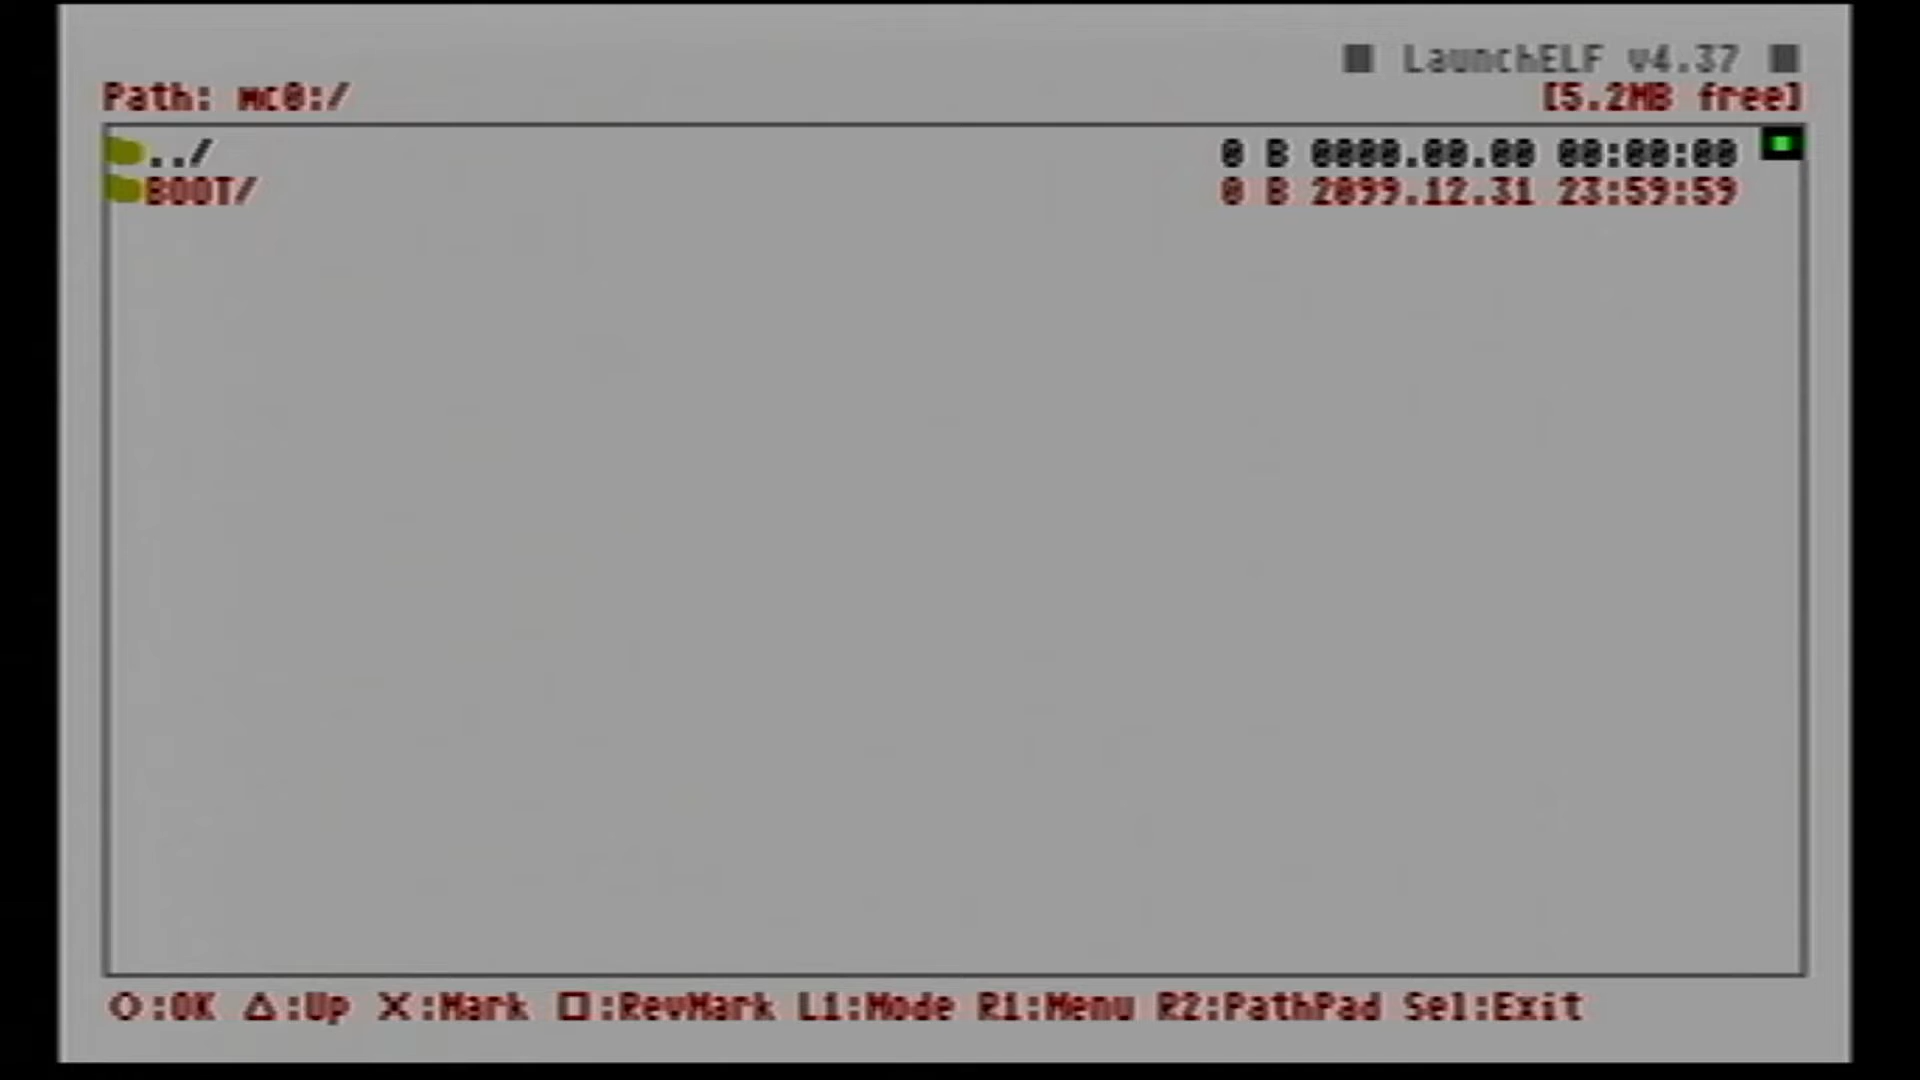 ■ LaunchELF v4.37 ■
Path: mc0:/ [5.2MB free]
../ 0 B 0000.00.00 00:00:00
BOOT/ 0 B 2099.12.31 23:59:59
○:OK △:Up X:Mark □:RevMark L1:Mode R1:Menu R2:PathPad Sel:Exit